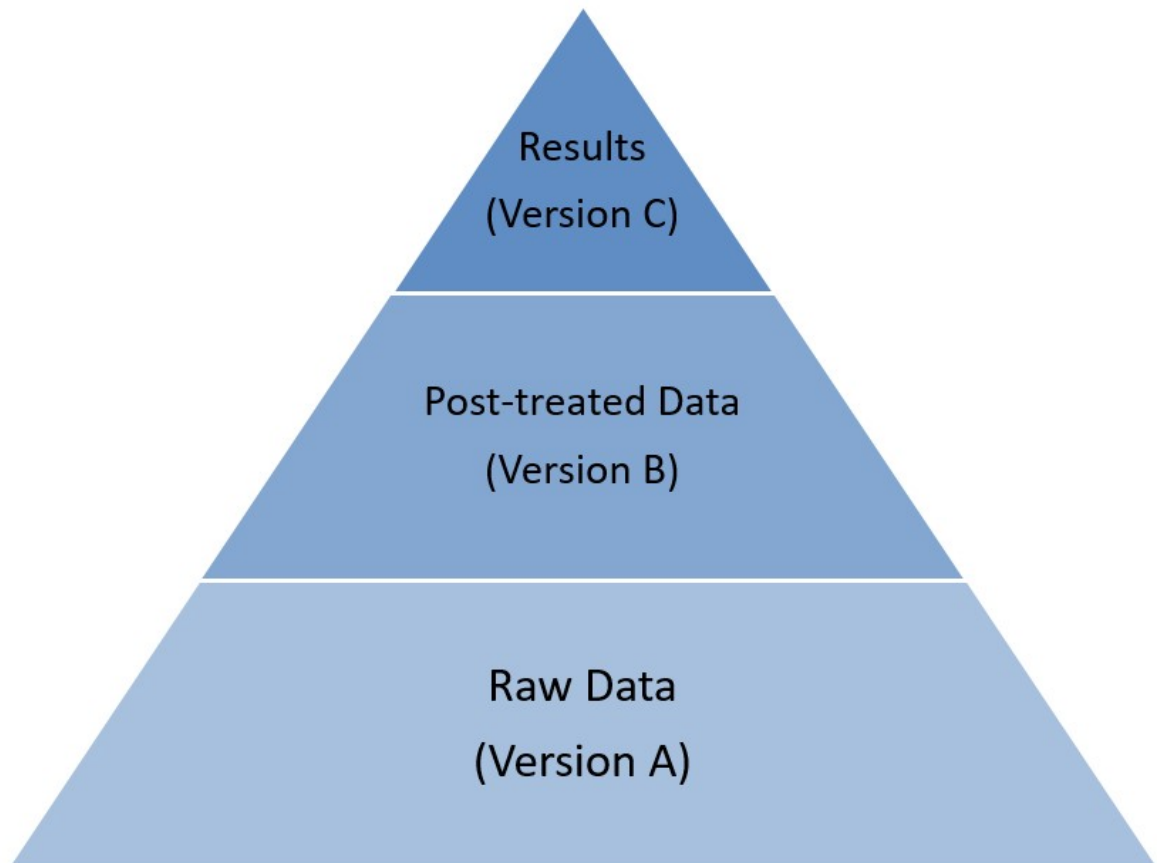 Results
(Version C)
Post-treated Data
(Version B)
Raw Data
(Version A)